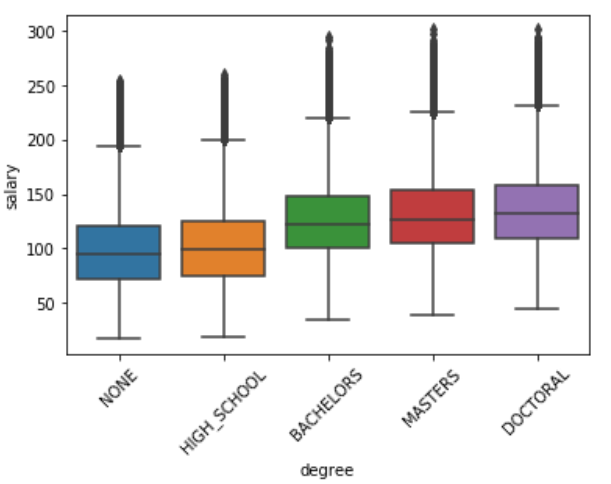 300
250
200
150
100
50
salary
NONE
HIGH_SCHOOL
BACHELORS
MASTERS
DOCTORAL
degree